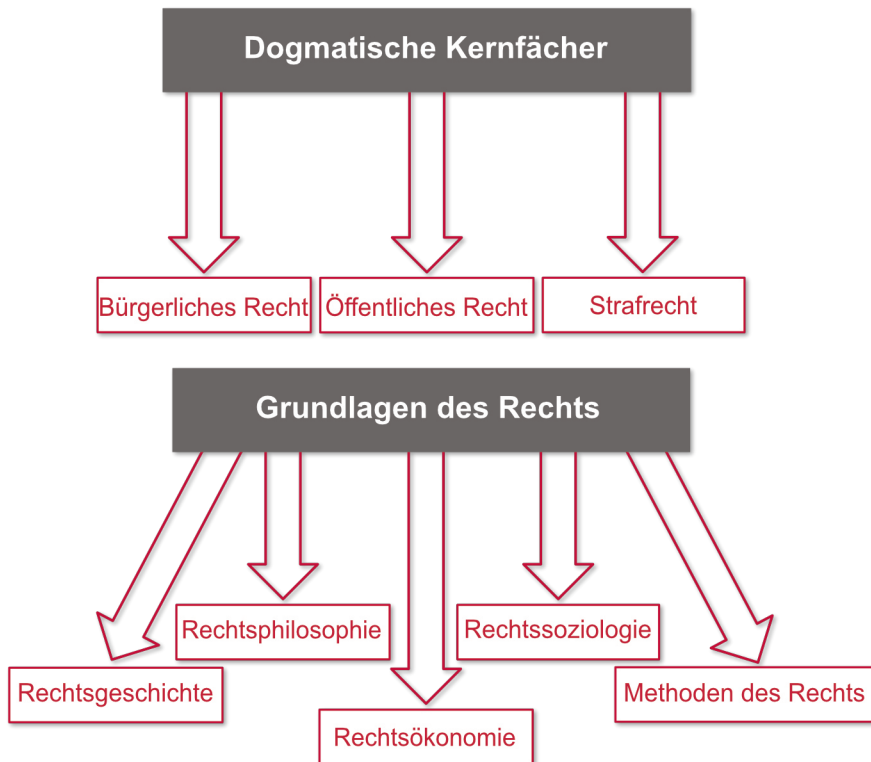 Dogmatische Kernfächer
Bürgerliches Recht
Öffentliches Recht
Strafrecht
Grundlagen des Rechts
Rechtsphilosophie
Rechtssoziologie
Rechtsgeschichte
Methoden des Rechts
Rechtsökonomie